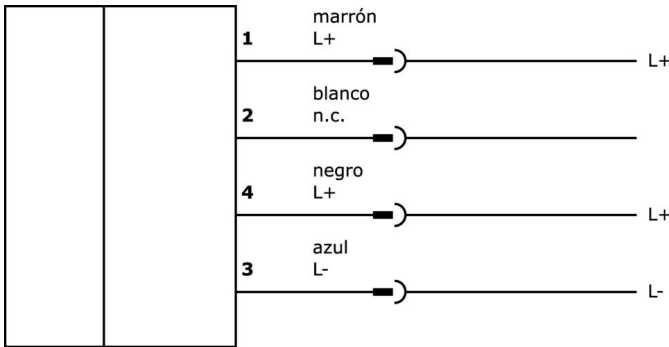 marrón
1 L+
L+
blanco
2 n.c.
negro
4 L+
L+
azul
3 L-
L-